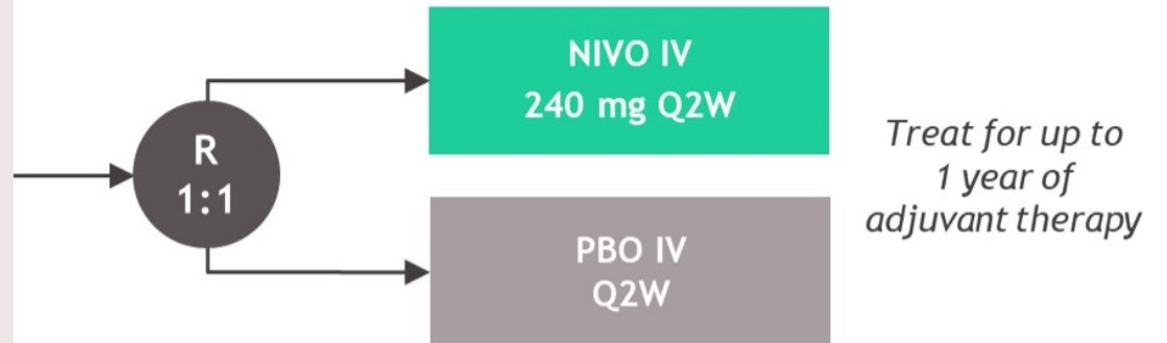 R
1:1
NIVO IV
240 mg Q2W
PBO IV
Q2W
Treat for up to
1 year of
adjuvant therapy